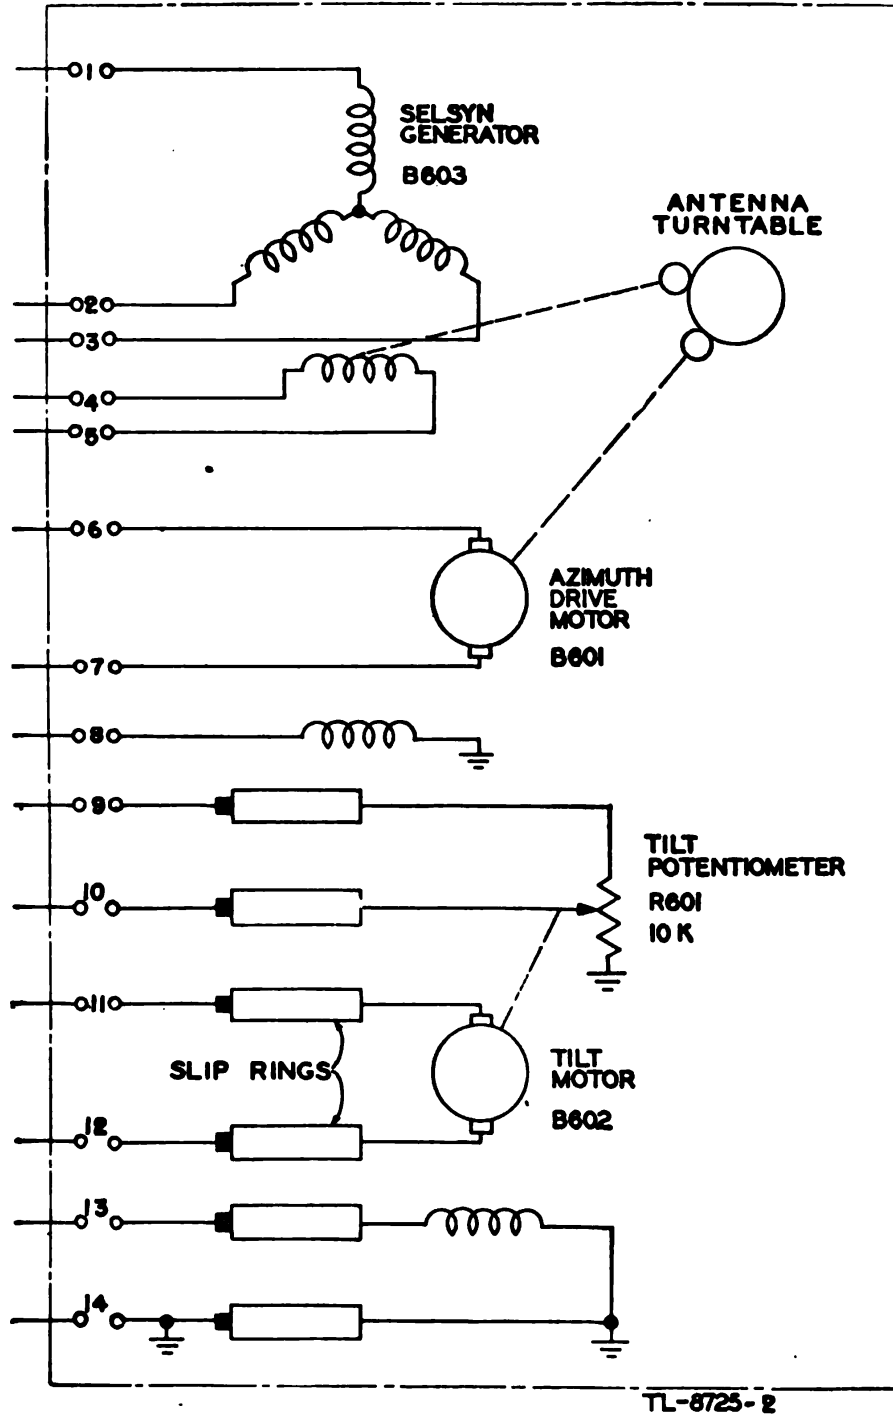 1
SELSYN
GENERATOR
B603
ANTENNA
TURNTABLE
2
3
4
5
6
AZIMUTH
DRIVE
MOTOR
B601
7
8
9
TILT
POTENTIOMETER
R601
10 K
10
11
SLIP RINGS
TILT
MOTOR
B602
12
13
14
TL-8725-2